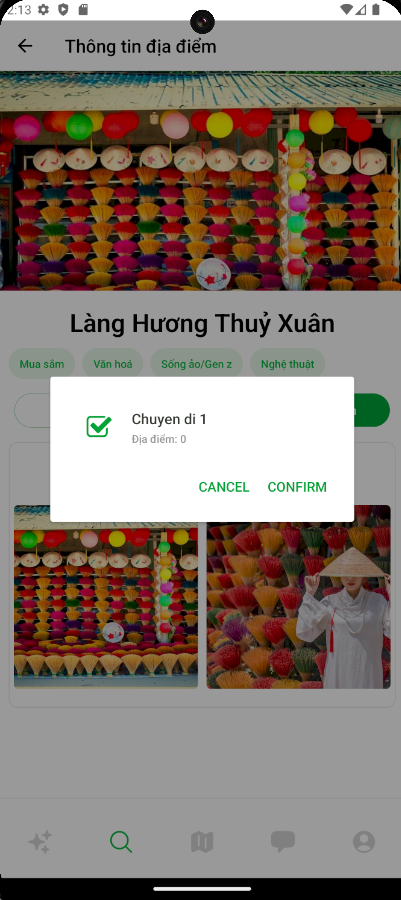 2:13
Thông tin địa điểm
Làng Hương Thuỷ Xuân
Mua sắm
Văn hoá
Sống ảo/Gen z
Nghệ thuật
Chuyen di 1
Địa điểm: 0
CANCEL
CONFIRM